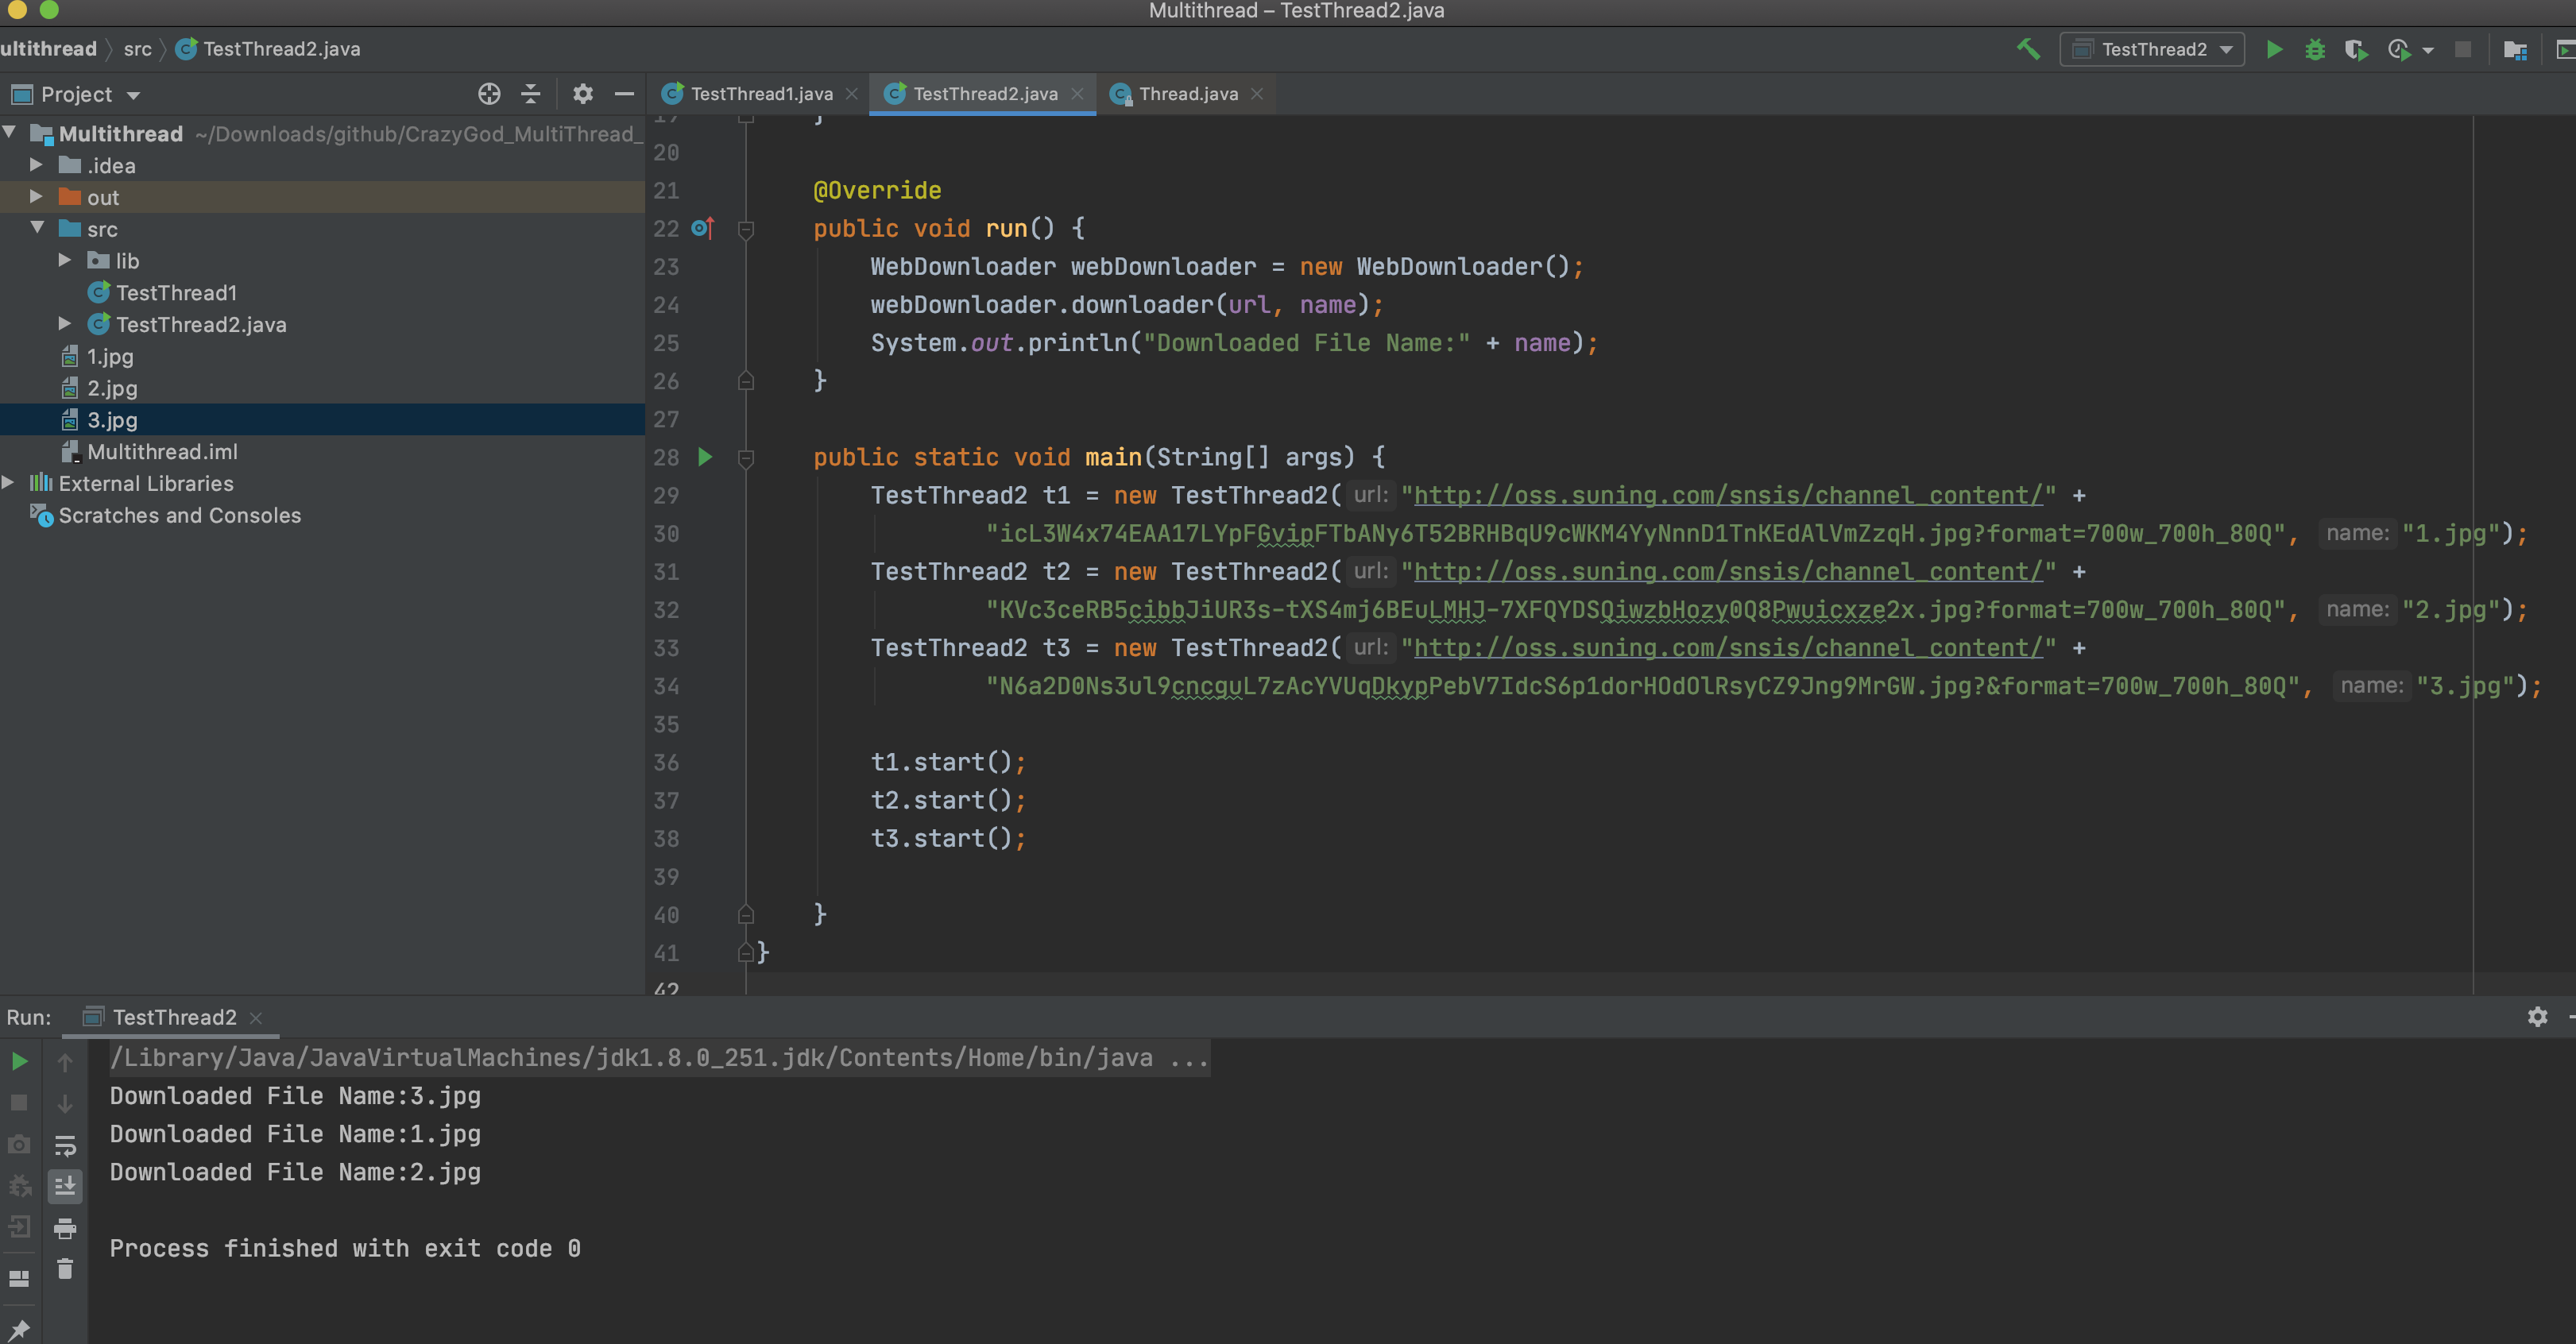 Multithread – TestThread2.java
ultithread 〉 src 〉 TestThread2.java
TestThread2
Project
TestThread1.java
TestThread2.java
Thread.java
Multithread ~/Downloads/github/CrazyGod_MultiThread_
.idea
out
src
lib
TestThread1
TestThread2.java
1.jpg
2.jpg
3.jpg
Multithread.iml
External Libraries
Scratches and Consoles
19 }
20
21 @Override
22 public void run() {
23 WebDownloader webDownloader = new WebDownloader();
24 webDownloader.downloader(url, name);
25 System.out.println("Downloaded File Name:" + name);
26 }
27
28 public static void main(String[] args) {
29 TestThread2 t1 = new TestThread2( url: "http://oss.suning.com/snsis/channel_content/" +
30 "icL3W4x74EAA17LYpFGvipFTbANy6T52BRHBqU9cWKM4YyNnnD1TnKEdAlVmZzqH.jpg?format=700w_700h_80Q", name: "1.jpg");
31 TestThread2 t2 = new TestThread2( url: "http://oss.suning.com/snsis/channel_content/" +
32 "KVc3ceRB5cibbJiUR3s-tXS4mj6BEuLMHJ-7XFQYDSQiwzbHozy0Q8Pwuicxze2x.jpg?format=700w_700h_80Q", name: "2.jpg");
33 TestThread2 t3 = new TestThread2( url: "http://oss.suning.com/snsis/channel_content/" +
34 "N6a2D0Ns3ul9cncguL7zAcYVUqDkypPebV7IdcS6p1dorHOdOlRsyCZ9Jng9MrGW.jpg?&format=700w_700h_80Q", name: "3.jpg");
35
36 t1.start();
37 t2.start();
38 t3.start();
39
40 }
41 }
42
Run: TestThread2
/Library/Java/JavaVirtualMachines/jdk1.8.0_251.jdk/Contents/Home/bin/java ...
Downloaded File Name:3.jpg
Downloaded File Name:1.jpg
Downloaded File Name:2.jpg
Process finished with exit code 0